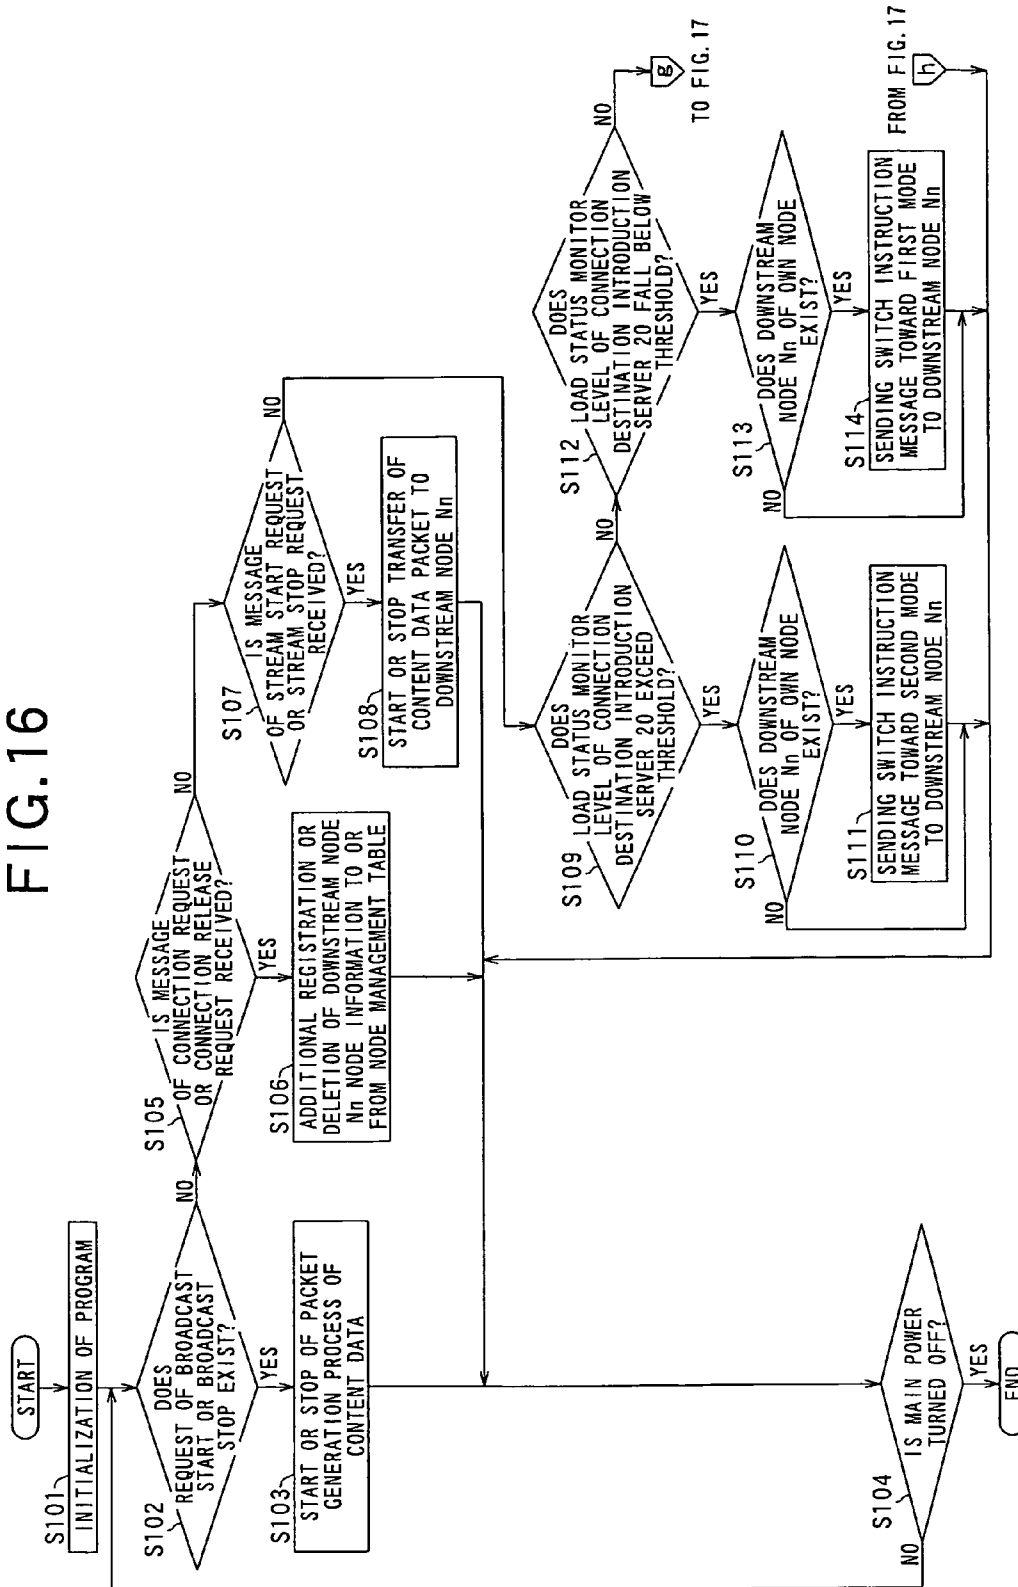 FIG.16
START
S101
INITIALIZATION OF PROGRAM
S102
DOES
REQUEST OF BROADCAST
START OR BROADCAST
STOP EXIST?
NO
YES
S103
START OR STOP OF PACKET
GENERATION PROCESS OF
CONTENT DATA
S104
IS MAIN POWER
TURNED OFF?
NO
YES
END
S105
IS MESSAGE
OF CONNECTION REQUEST
OR CONNECTION RELEASE
REQUEST RECEIVED?
NO
YES
S106
ADDITIONAL REGISTRATION OR
DELETION OF DOWNSTREAM NODE
Nn NODE INFORMATION TO OR
FROM NODE MANAGEMENT TABLE
S107
IS MESSAGE
OF STREAM START REQUEST
OR STREAM STOP REQUEST
RECEIVED?
NO
YES
S108
START OR STOP TRANSFER OF
CONTENT DATA PACKET TO
DOWNSTREAM NODE Nn
S109
DOES
LOAD STATUS MONITOR
LEVEL OF CONNECTION
DESTINATION INTRODUCTION
SERVER 20 EXCEED
THRESHOLD?
NO
YES
S110
DOES DOWNSTREAM
NODE Nn OF OWN NODE
EXIST?
NO
YES
S111
SENDING SWITCH INSTRUCTION
MESSAGE TOWARD SECOND MODE
TO DOWNSTREAM NODE Nn
S112
DOES
LOAD STATUS MONITOR
LEVEL OF CONNECTION
DESTINATION INTRODUCTION
SERVER 20 FALL BELOW
THRESHOLD?
NO
g
TO FIG.17
YES
S113
DOES DOWNSTREAM
NODE Nn OF OWN NODE
EXIST?
NO
YES
S114
SENDING SWITCH INSTRUCTION
MESSAGE TOWARD FIRST MODE
TO DOWNSTREAM NODE Nn
FROM FIG.17
h